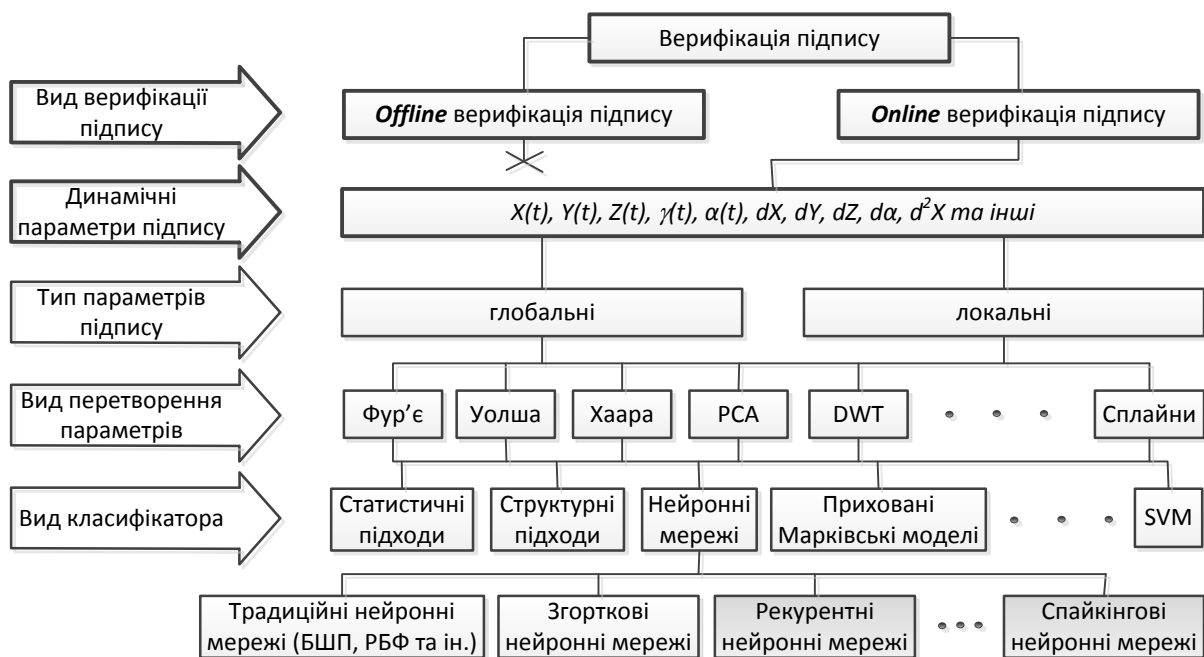 Верифікація підпису
Вид верифікації
підпису
Offline верифікація підпису
Online верифікація підпису
Динамічні
параметри підпису
X(t), Y(t), Z(t), γ(t), α(t), dX, dY, dZ, dα, d²X та інші
Тип параметрів
підпису
глобальні
локальні
Вид перетворення
параметрів
Фур’є
Уолша
Хаара
PCA
DWT
Сплайни
Вид класифікатора
Статистичні
підходи
Структурні
підходи
Нейронні
мережі
Приховані
Марківські моделі
SVM
Традиційні нейронні
мережі (БШП, РБФ та ін.)
Згорткові
нейронні мережі
Рекурентні
нейронні мережі
Спайкінгові
нейронні мережі